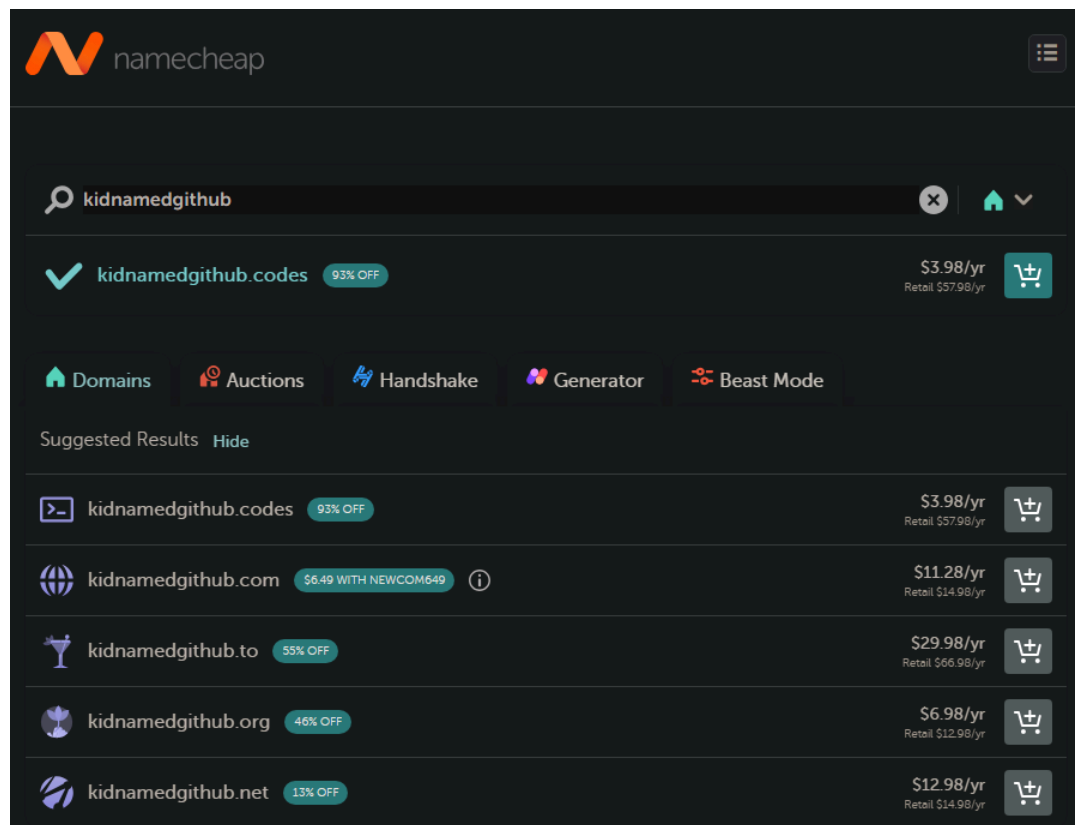 namecheap
kidnamedgithub
kidnamedgithub.codes 93% OFF $3.98/yr
Retail $57.98/yr
Domains Auctions Handshake Generator Beast Mode
Suggested Results Hide
kidnamedgithub.codes 93% OFF $3.98/yr
Retail $57.98/yr
kidnamedgithub.com $6.49 WITH NEWCOM649 $11.28/yr
Retail $14.98/yr
kidnamedgithub.to 55% OFF $29.98/yr
Retail $66.98/yr
kidnamedgithub.org 46% OFF $6.98/yr
Retail $12.98/yr
kidnamedgithub.net 13% OFF $12.98/yr
Retail $14.98/yr